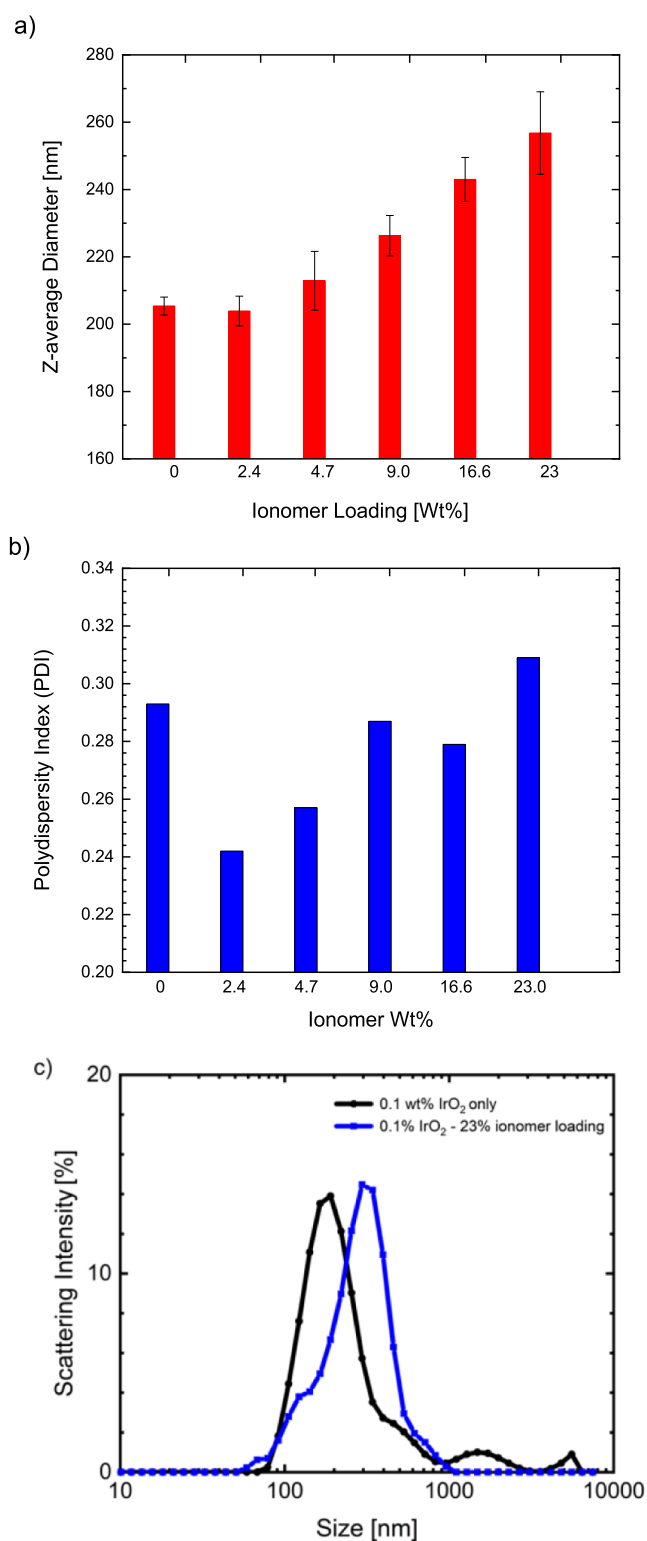 a)
280
260
240
220
200
180
160
Z-average Diameter [nm]
0 2.4 4.7 9.0 16.6 23
Ionomer Loading [Wt%]
b)
0.34
0.32
0.30
0.28
0.26
0.24
0.22
0.20
Polydispersity Index (PDI)
0 2.4 4.7 9.0 16.6 23.0
Ionomer Wt%
c)
20
10
0
Scattering Intensity [%]
0.1 wt% IrO₂ only
0.1% IrO₂ - 23% ionomer loading
10 100 1000 10000
Size [nm]